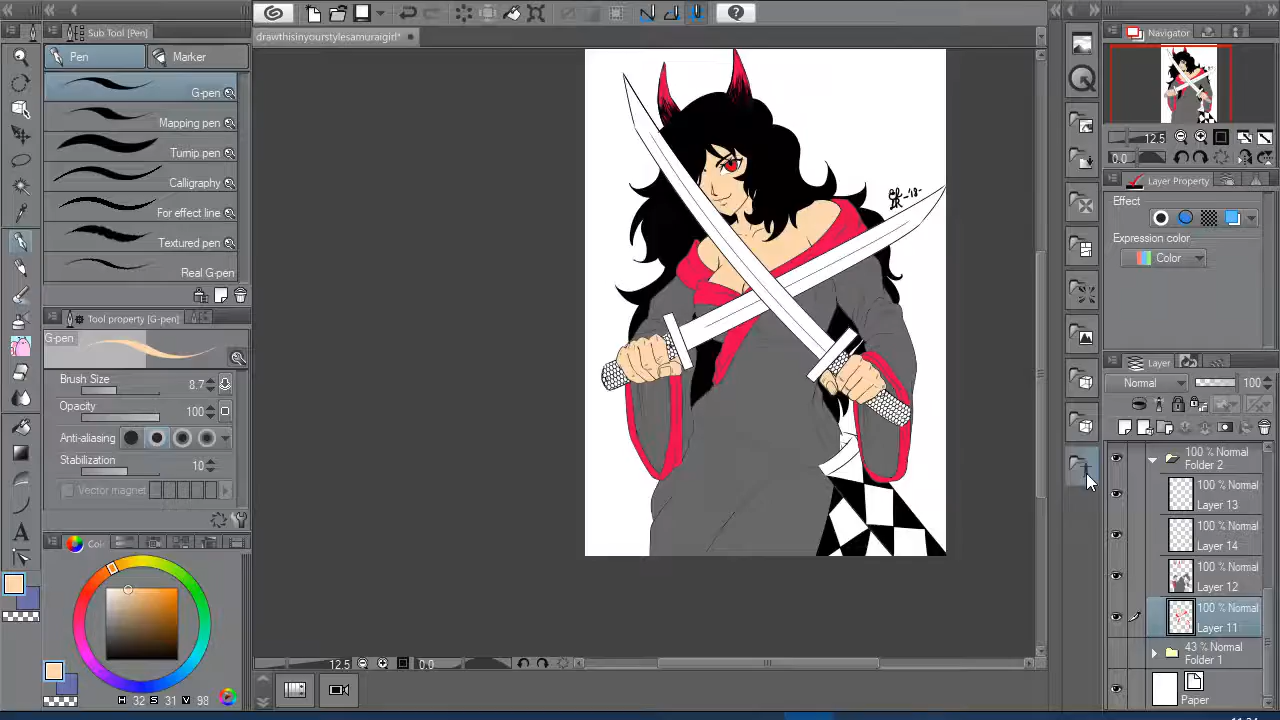 Sub Tool [Pen]
Pen
Marker
G-pen
Mapping pen
Turnip pen
Calligraphy
For effect line
Textured pen
Real G-pen
Tool property [G-pen]
G-pen
Brush Size
8.7
Opacity
100
Anti-aliasing
Stabilization
10
Vector magnet
H 32 S 31 V 98
drawthisinyourstylesamuraigirl*
-'18-
12.5
0.0
Navigator
12.5
0.0
Layer Property
Effect
Expression color
Color
Layer
Normal
100
100 % Normal
Folder 2
100 % Normal
Layer 13
100 % Normal
Layer 14
100 % Normal
Layer 12
100 % Normal
Layer 11
43 % Normal
Folder 1
Paper